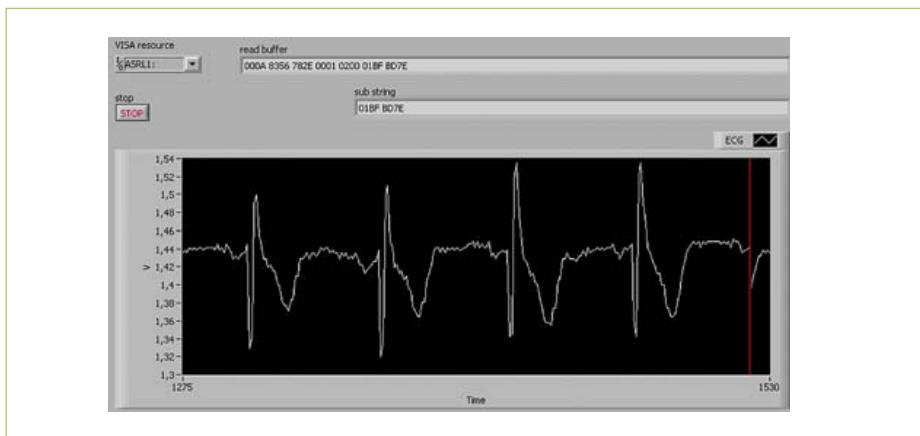 VISA resource
ASRL1:
read buffer
000A 8356 782E 0001 0200 01BF BD7E
stop
STOP
sub string
01BF BD7E
ECG
1,54
1,52
1,5
1,48
1,46
1,44
1,42
1,4
1,38
1,36
1,34
1,32
1,3
V
1275
1530
Time